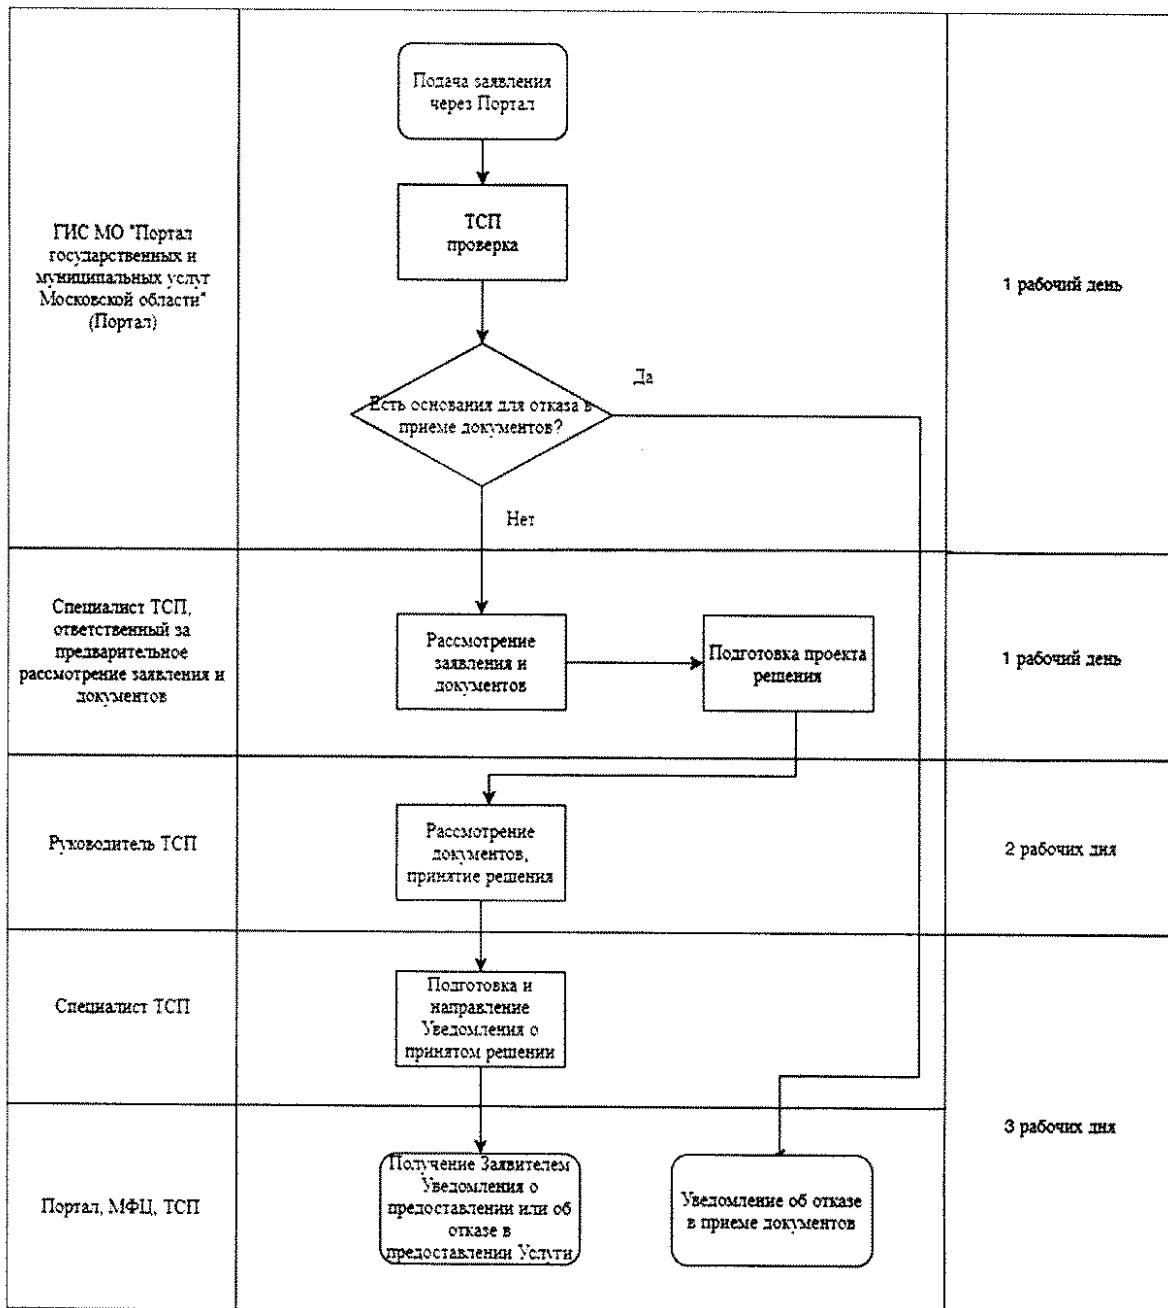 Подача заявления
через Портал
ТСП
проверка
ГИС МО "Портал
государственных и
муниципальных услуг
Московской области"
(Портал)
1 рабочий день
Да
Есть основания для отказа в
приеме документов?
Нет
Специалист ТСП,
ответственный за
предварительное
рассмотрение заявления и
документов
Рассмотрение
заявления и
документов
Подготовка проекта
решения
1 рабочий день
Руководитель ТСП
Рассмотрение
документов,
принятие решения
2 рабочих дня
Специалист ТСП
Подготовка и
направление
Уведомления о
принятом решении
3 рабочих дня
Портал, МФЦ, ТСП
Получение Заявителем
Уведомления о
предоставлении или об
отказе в
предоставлении Услуги
Уведомление об отказе
в приеме документов